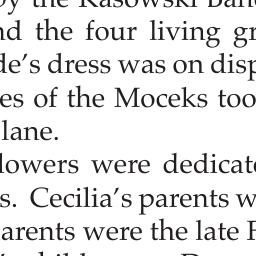 by the Kasowski Band
nd the four living gr
de's dress was on disp
es of the Moceks too
lane.
lowers were dedicate
s. Cecilia's parents w
arents were the late F